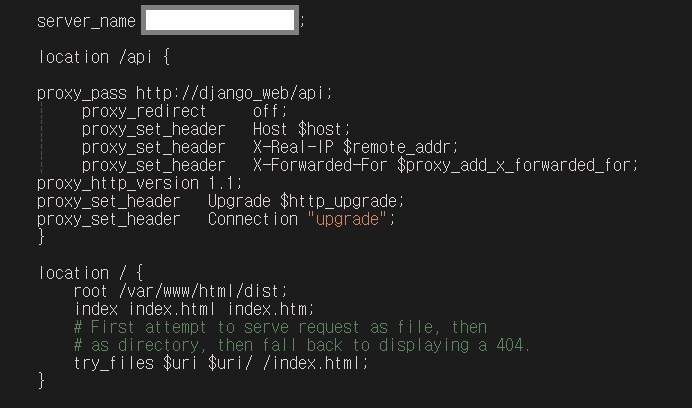 server_name ;
location /api {
proxy_pass http://django_web/api;
proxy_redirect off;
proxy_set_header Host $host;
proxy_set_header X-Real-IP $remote_addr;
proxy_set_header X-Forwarded-For $proxy_add_x_forwarded_for;
proxy_http_version 1.1;
proxy_set_header Upgrade $http_upgrade;
proxy_set_header Connection "upgrade";
}
location / {
root /var/www/html/dist;
index index.html index.htm;
# First attempt to serve request as file, then
# as directory, then fall back to displaying a 404.
try_files $uri $uri/ /index.html;
}